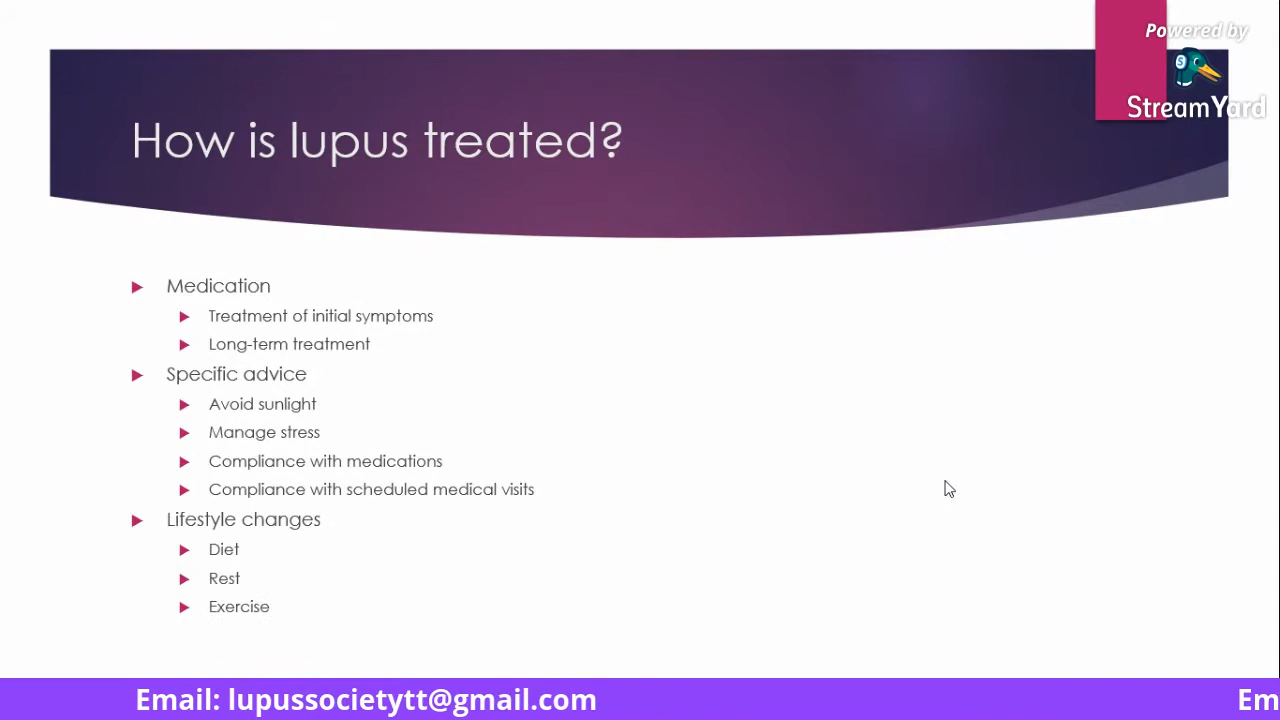 Powered by
StreamYard
How is lupus treated?
Medication
Treatment of initial symptoms
Long-term treatment
Specific advice
Avoid sunlight
Manage stress
Compliance with medications
Compliance with scheduled medical visits
Lifestyle changes
Diet
Rest
Exercise
Email: lupussocietytt@gmail.com
Em